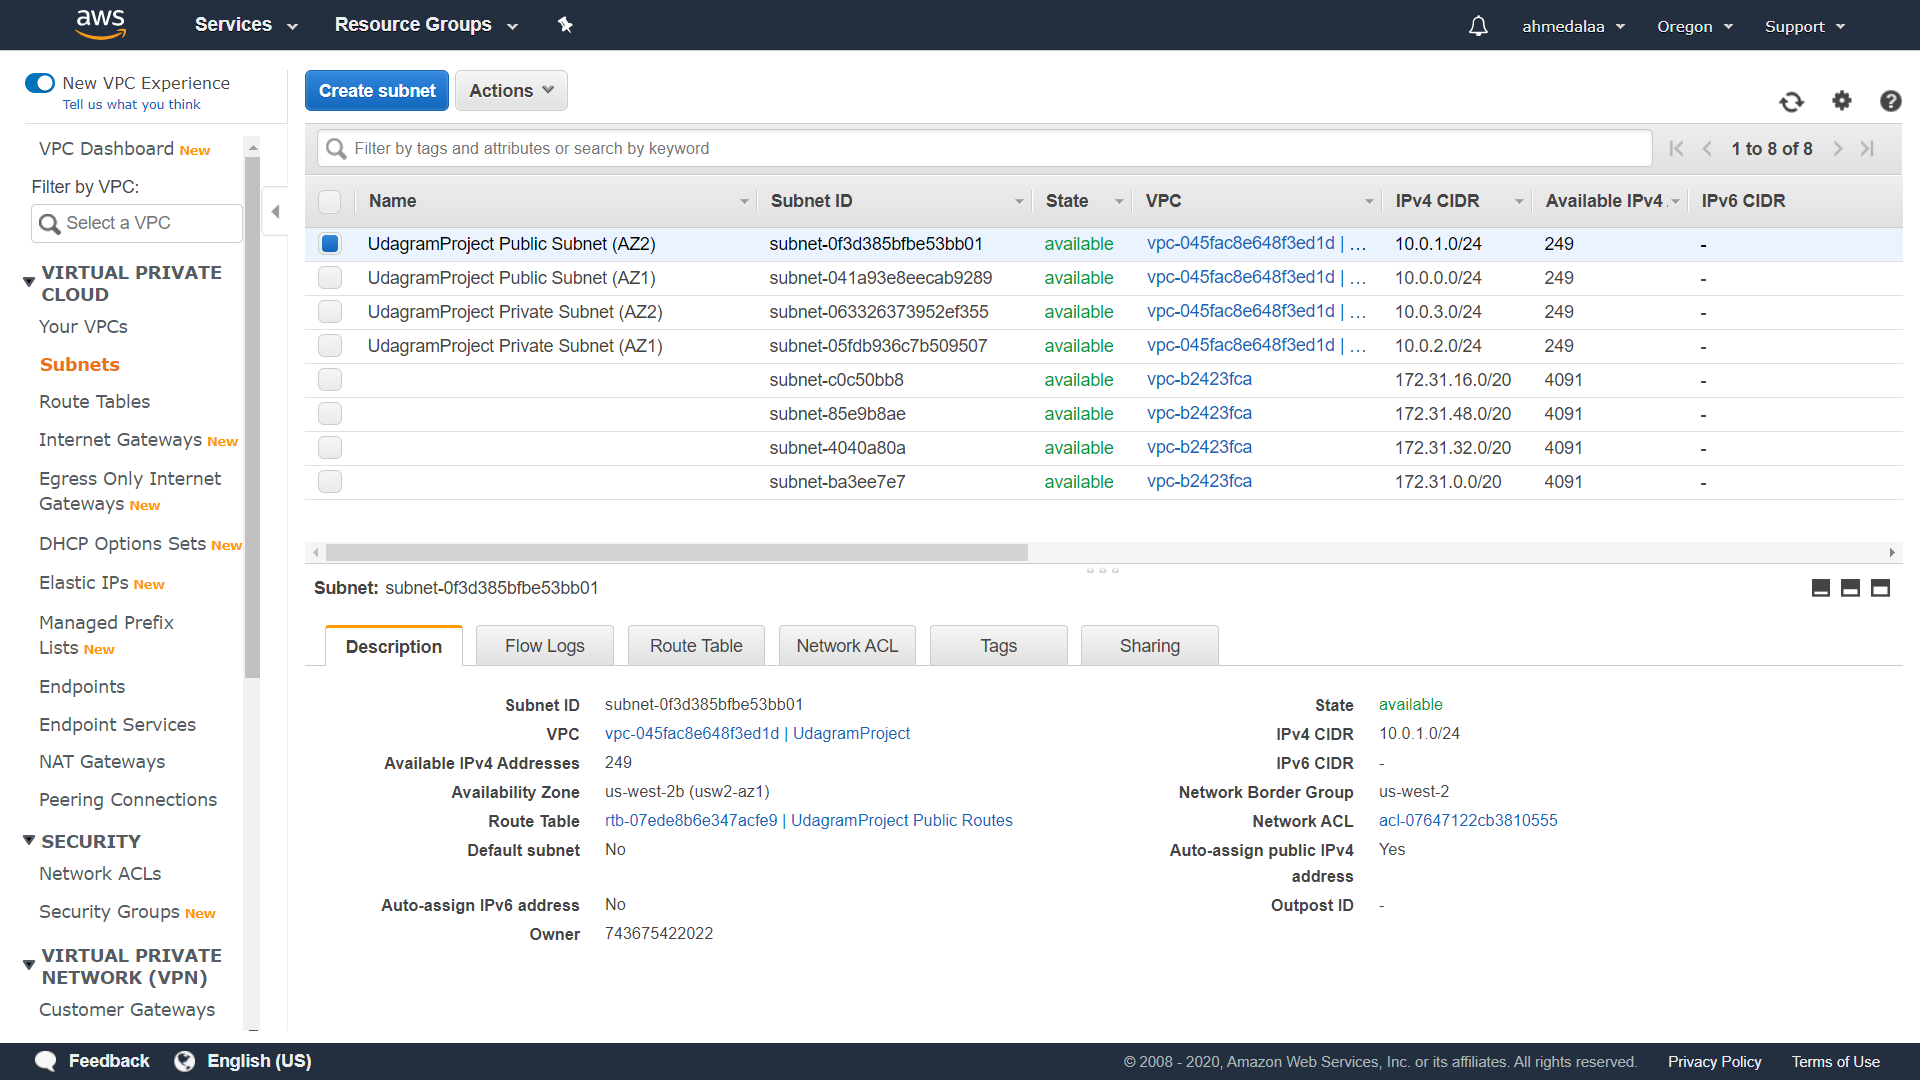 aws Services Resource Groups ahmedalaa Oregon Support
New VPC Experience
Tell us what you think
VPC Dashboard New
Filter by VPC:
Select a VPC
VIRTUAL PRIVATE
CLOUD
Your VPCs
Subnets
Route Tables
Internet Gateways New
Egress Only Internet
Gateways New
DHCP Options Sets New
Elastic IPs New
Managed Prefix
Lists New
Endpoints
Endpoint Services
NAT Gateways
Peering Connections
SECURITY
Network ACLs
Security Groups New
VIRTUAL PRIVATE
NETWORK (VPN)
Customer Gateways
Create subnet Actions
Filter by tags and attributes or search by keyword 1 to 8 of 8
Name Subnet ID State VPC IPv4 CIDR Available IPv4 IPv6 CIDR
UdagramProject Public Subnet (AZ2) subnet-0f3d385bfbe53bb01 available vpc-045fac8e648f3ed1d | ... 10.0.1.0/24 249 -
UdagramProject Public Subnet (AZ1) subnet-041a93e8eecab9289 available vpc-045fac8e648f3ed1d | ... 10.0.0.0/24 249 -
UdagramProject Private Subnet (AZ2) subnet-063326373952ef355 available vpc-045fac8e648f3ed1d | ... 10.0.3.0/24 249 -
UdagramProject Private Subnet (AZ1) subnet-05fdb936c7b509507 available vpc-045fac8e648f3ed1d | ... 10.0.2.0/24 249 -
subnet-c0c50bb8 available vpc-b2423fca 172.31.16.0/20 4091 -
subnet-85e9b8ae available vpc-b2423fca 172.31.48.0/20 4091 -
subnet-4040a80a available vpc-b2423fca 172.31.32.0/20 4091 -
subnet-ba3ee7e7 available vpc-b2423fca 172.31.0.0/20 4091 -
Subnet: subnet-0f3d385bfbe53bb01
Description Flow Logs Route Table Network ACL Tags Sharing
Subnet ID subnet-0f3d385bfbe53bb01 State available
VPC vpc-045fac8e648f3ed1d | UdagramProject IPv4 CIDR 10.0.1.0/24
Available IPv4 Addresses 249 IPv6 CIDR -
Availability Zone us-west-2b (usw2-az1) Network Border Group us-west-2
Route Table rtb-07ede8b6e347acfe9 | UdagramProject Public Routes Network ACL acl-07647122cb3810555
Default subnet No Auto-assign public IPv4 Yes
address
Auto-assign IPv6 address No Outpost ID -
Owner 743675422022
Feedback English (US) © 2008 - 2020, Amazon Web Services, Inc. or its affiliates. All rights reserved. Privacy Policy Terms of Use